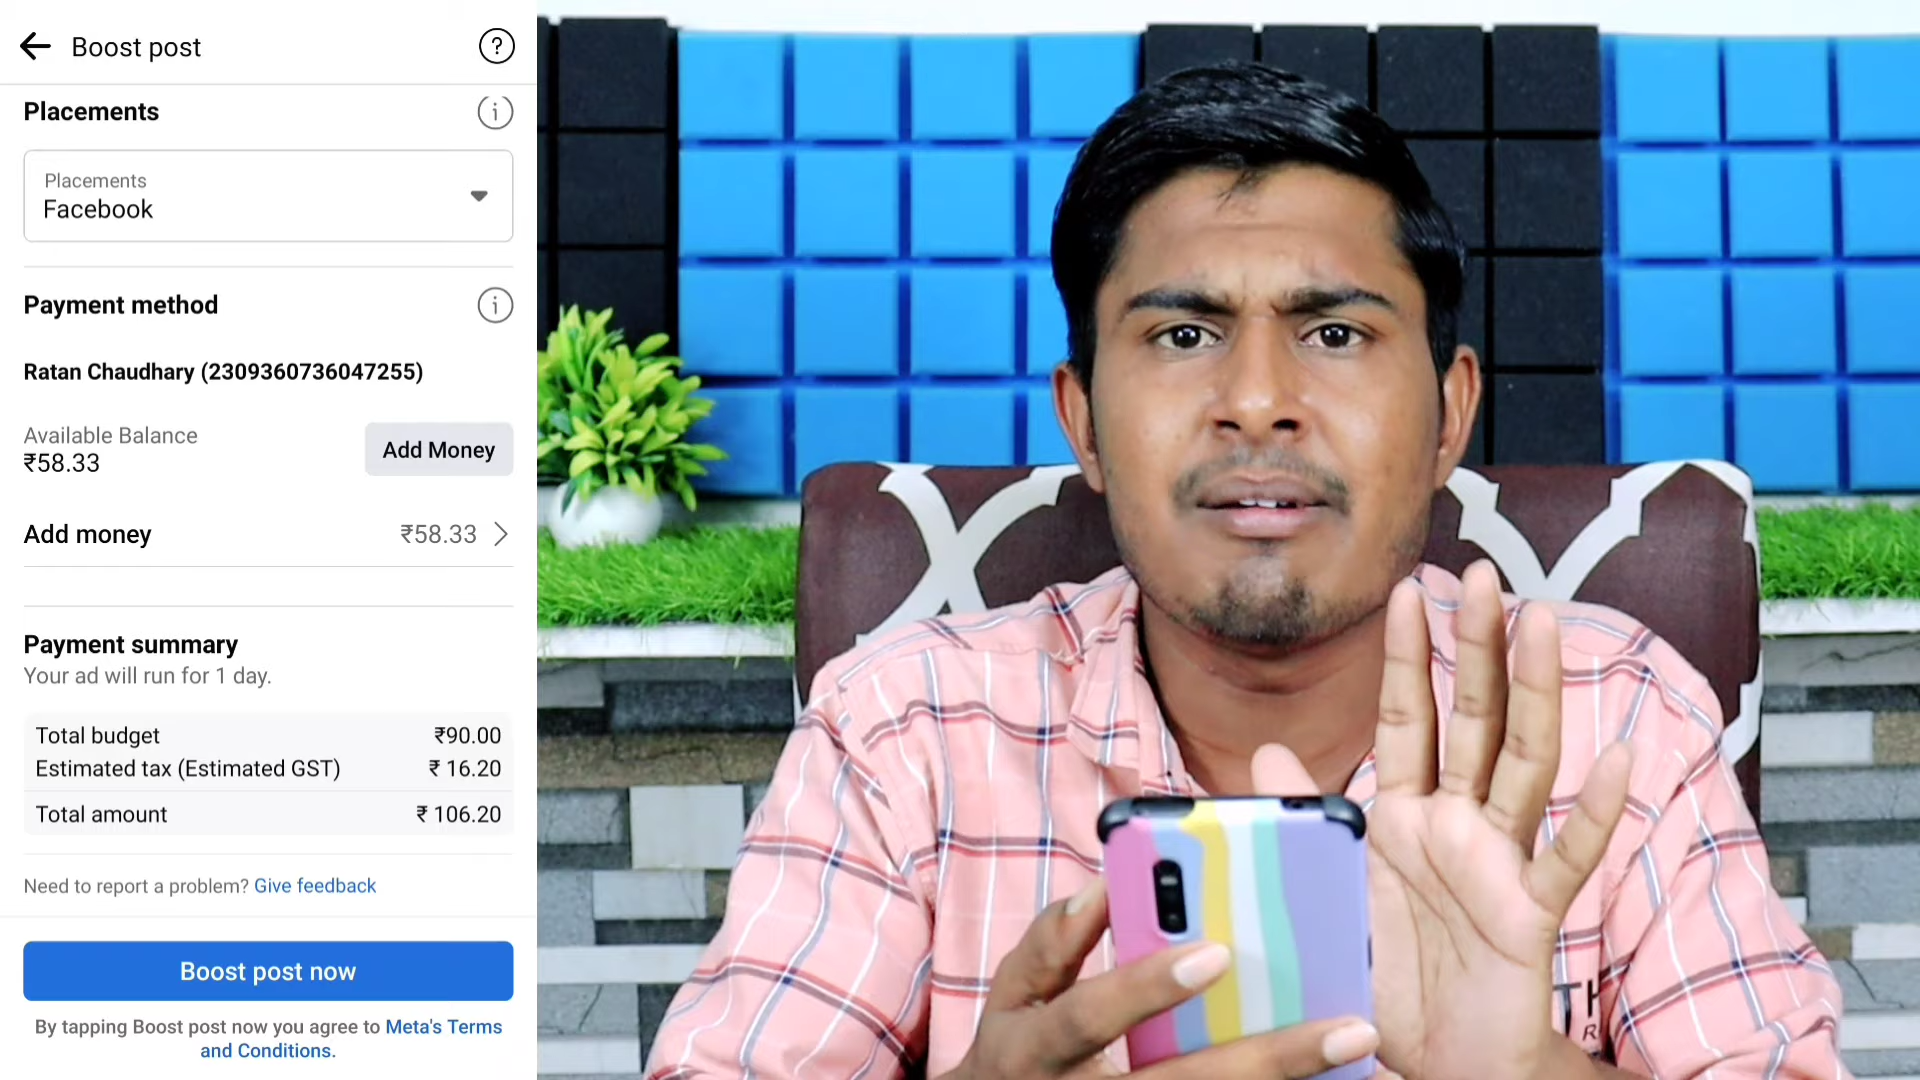 Boost post
?
Placements
i
Placements
Facebook
Payment method
i
Ratan Chaudhary (2309360736047255)
Available Balance
₹58.33
Add Money
Add money ₹58.33
Payment summary
Your ad will run for 1 day.
Total budget ₹90.00
Estimated tax (Estimated GST) ₹ 16.20
Total amount ₹ 106.20
Need to report a problem? Give feedback
Boost post now
By tapping Boost post now you agree to Meta's Terms
and Conditions.